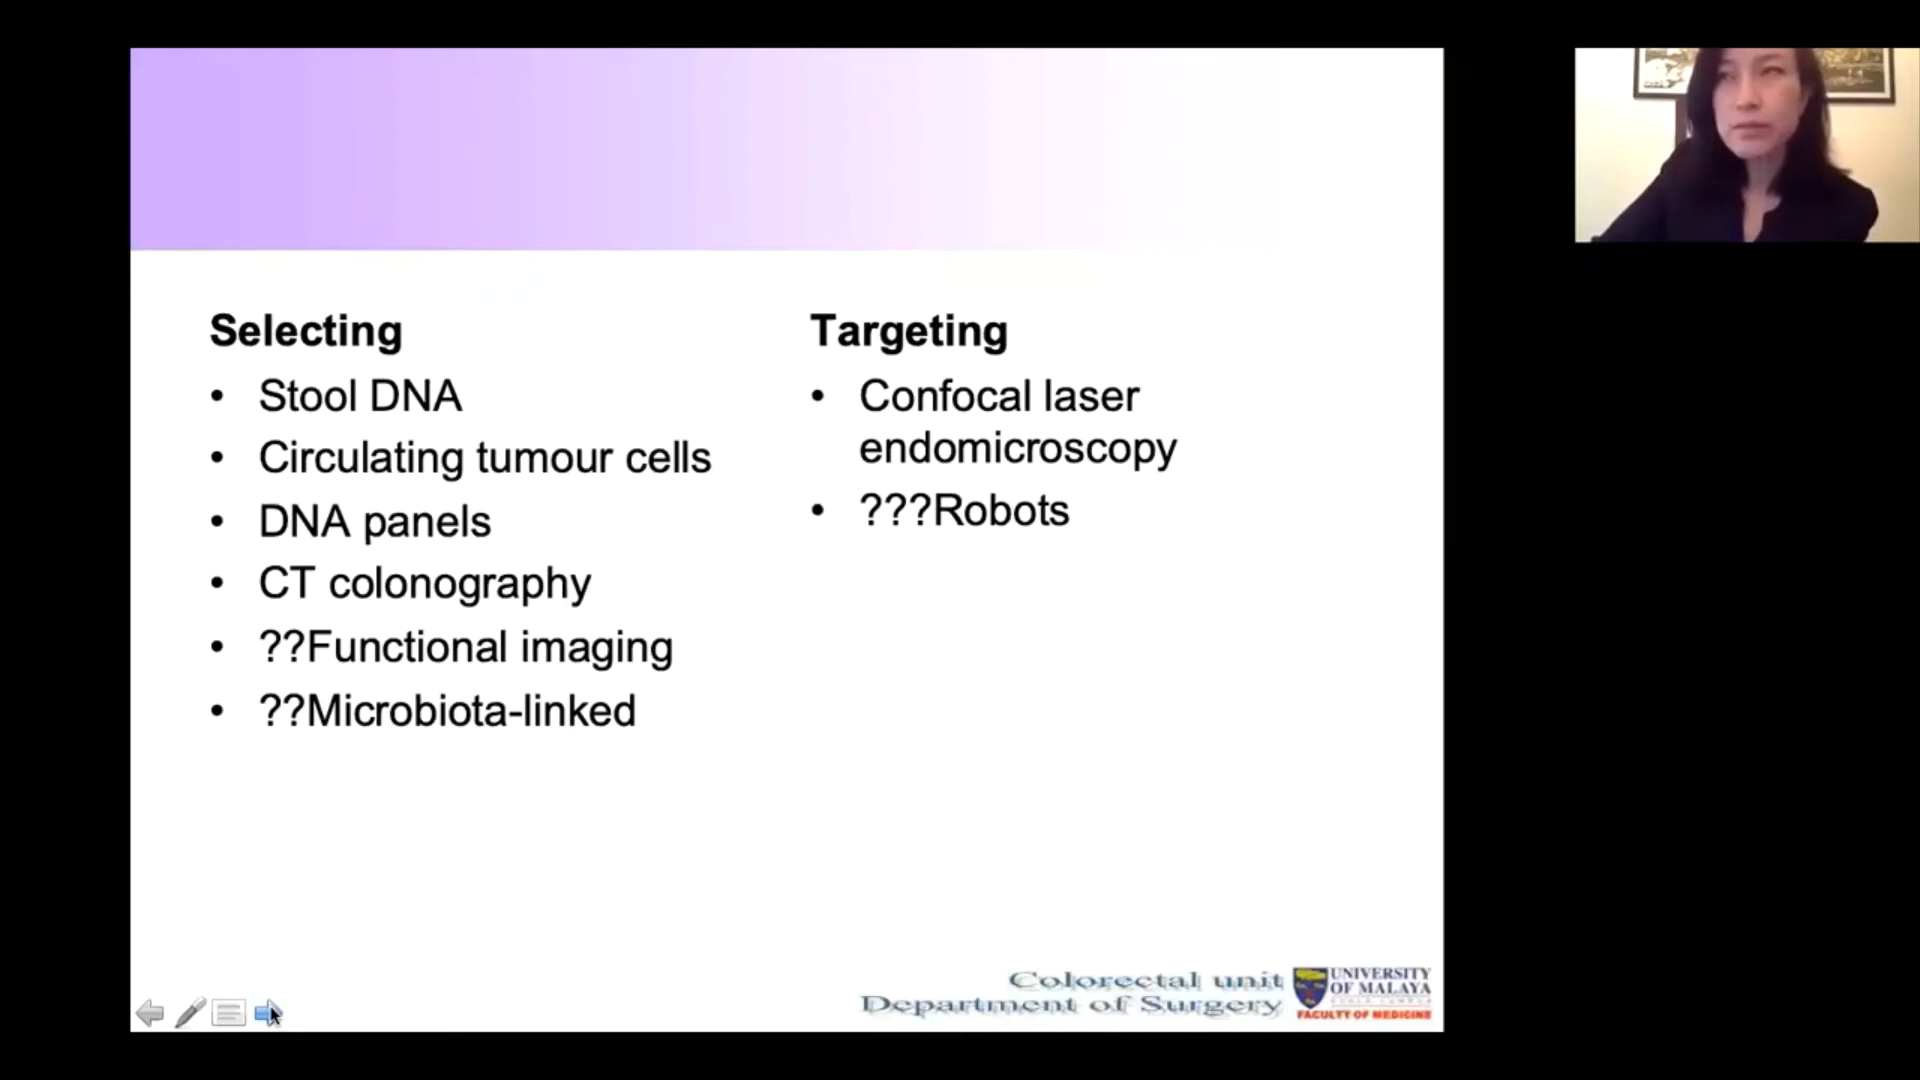 Selecting
• Stool DNA
• Circulating tumour cells
• DNA panels
• CT colonography
• ??Functional imaging
• ??Microbiota-linked
Targeting
• Confocal laser
endomicroscopy
• ???Robots
Colorectal unit
Department of Surgery
UNIVERSITY
OF MALAYA
FACULTY OF MEDICINE